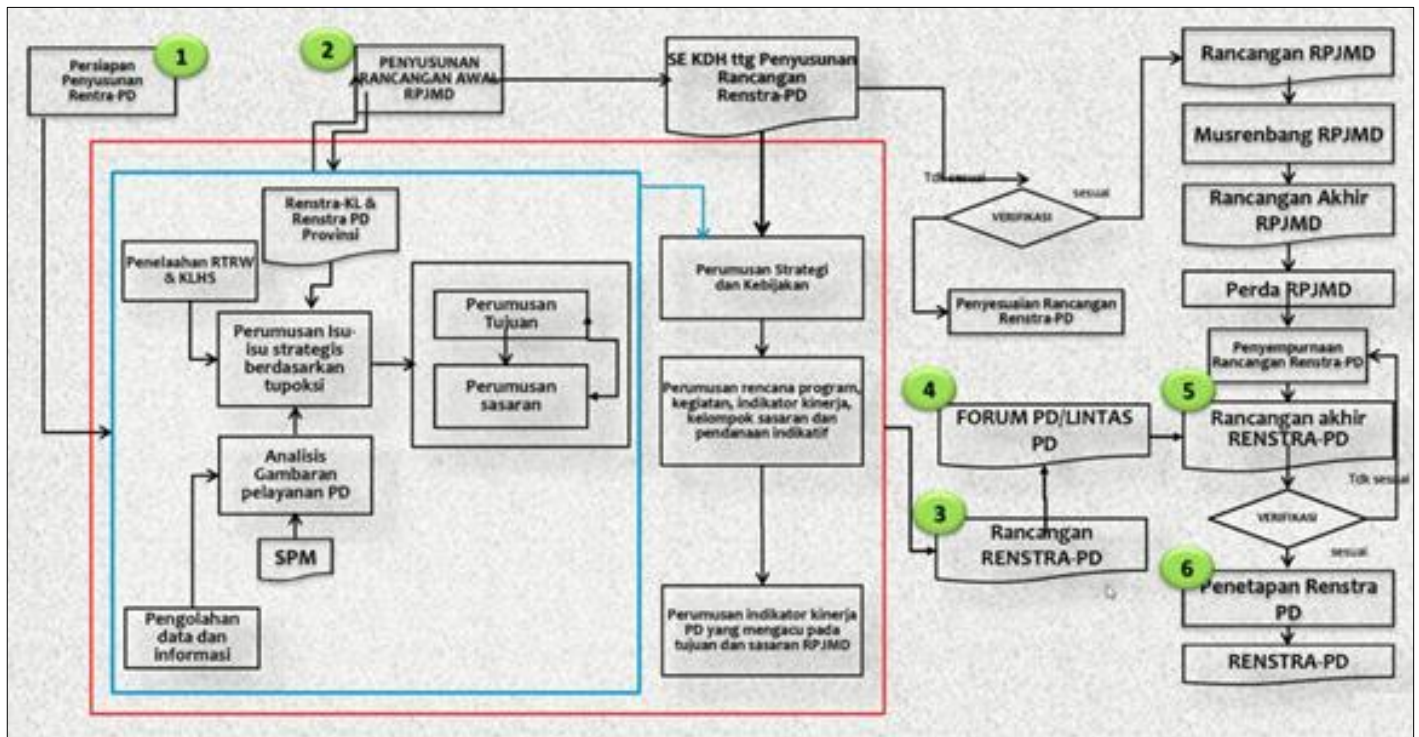 1
Persiapan
Penyusunan
Rentra-PD
2
PENYUSUNAN
RANCANGAN AWAL
RPJMD
SE KDH ttg Penyusunan
Rancangan
Renstra-PD
Rancangan RPJMD
Musrenbang RPJMD
Rancangan Akhir
RPJMD
Perda RPJMD
Penyempurnaan
Rancangan Renstra-PD
Tdk sesuai
sesuai
VERIFIKASI
Penyesuaian Rancangan
Renstra-PD
Renstra-KL &
Renstra PD
Provinsi
Penelaahan RTRW
& KLHS
Perumusan Isu-
isu strategis
berdasarkan
tupoksi
Perumusan
Tujuan
Perumusan
sasaran
Analisis
Gambaran
pelayanan PD
SPM
Pengolahan
data dan
informasi
Perumusan Strategi
dan Kebijakan
Perumusan rencana program,
kegiatan, indikator kinerja,
kelompok sasaran dan
pendanaan indikatif
Perumusan indikator kinerja
PD yang mengacu pada
tujuan dan sasaran RPJMD
3
Rancangan
RENSTRA-PD
4
FORUM PD/LINTAS
PD
5
Rancangan akhir
RENSTRA-PD
Tdk sesuai
VERIFIKASI
sesuai
6
Penetapan Renstra
PD
RENSTRA-PD